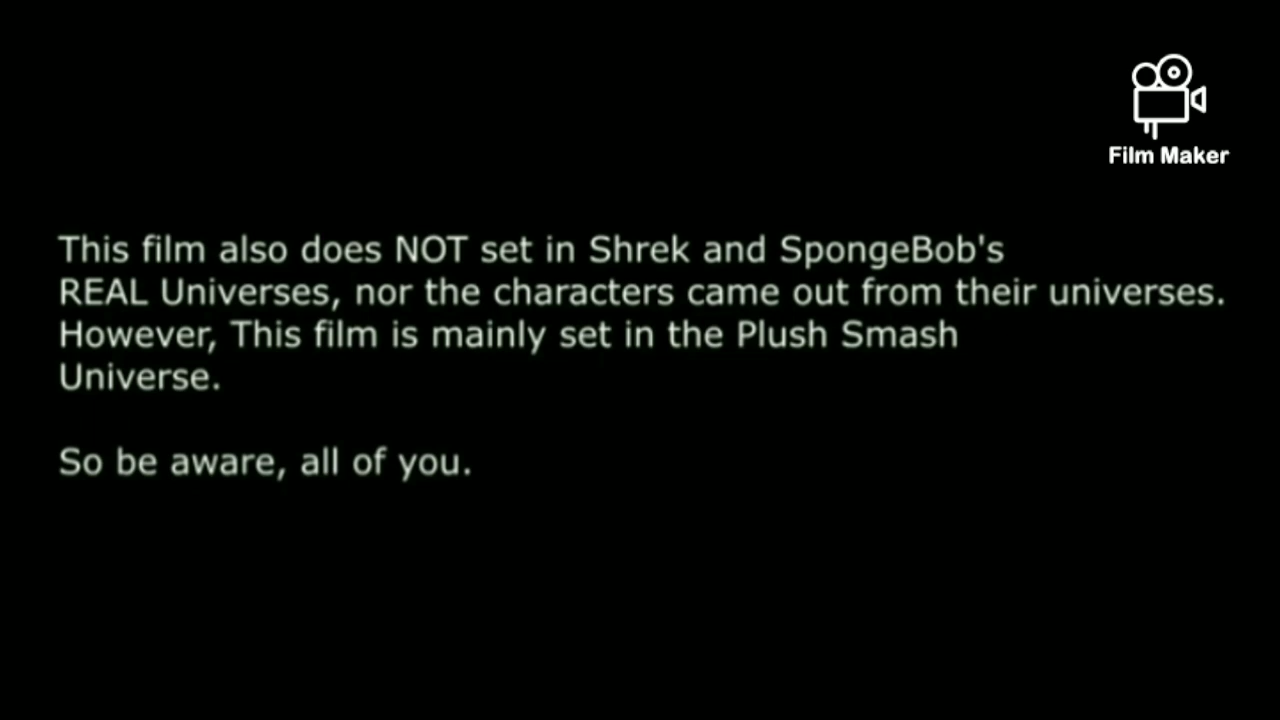 Film Maker
This film also does NOT set in Shrek and SpongeBob's
REAL Universes, nor the characters came out from their universes.
However, This film is mainly set in the Plush Smash
Universe.
So be aware, all of you.